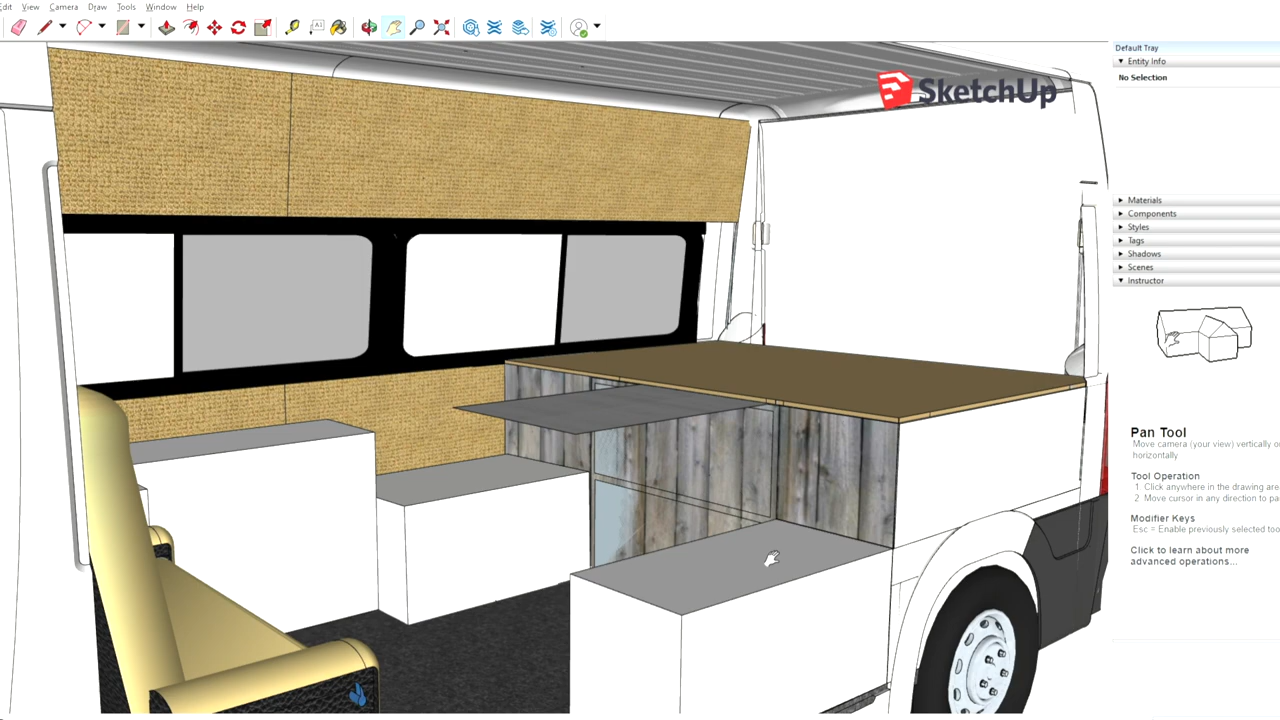 Edit View Camera Draw Tools Window Help
A1
Default Tray
Entity Info
No Selection
SketchUp
Materials
Components
Styles
Tags
Shadows
Scenes
Instructor
Pan Tool
Move camera (your view) vertically or
horizontally
Tool Operation
1. Click anywhere in the drawing area
2 Move cursor in any direction to pa
Modifier Keys
Esc = Enable previously selected too
Click to learn about more
advanced operations...